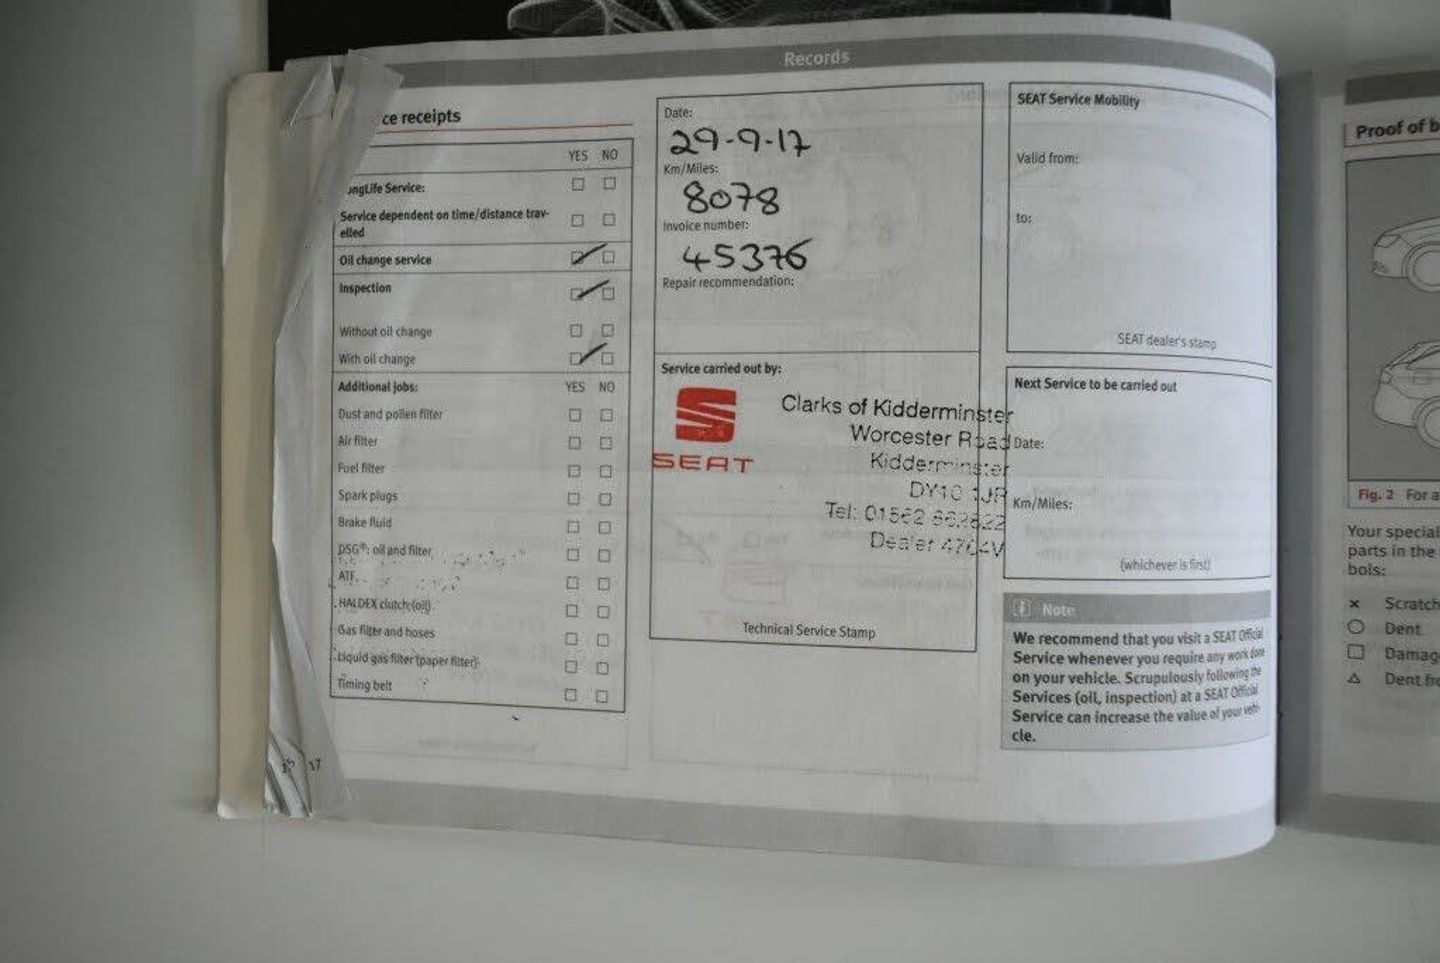 Records
ce receipts
YES NO
ongLife Service:
Service dependent on time/distance trav-
elled
Oil change service
Inspection
Without oil change
With oil change
Additional jobs: YES NO
Dust and pollen filter
Air filter
Fuel filter
Spark plugs
Brake fluid
DSG®: oil and filter
ATF
HALDEX clutch (oil)
Gas filter and hoses
Liquid gas filter (paper filter)
Timing belt
Date:
29-9-17
Km/Miles:
8078
Invoice number:
45376
Repair recommendation:
Service carried out by:
SEAT
Clarks of Kidderminster
Worcester Road
Kidderminster
DY10 1JR
Tel: 01562
Dealer 4704V
Technical Service Stamp
SEAT Service Mobility
Valid from:
to:
SEAT dealer's stamp
Next Service to be carried out
Date:
Km/Miles:
(whichever is first)
i Note
We recommend that you visit a SEAT Official
Service whenever you require any work done
on your vehicle. Scrupulously following the
Services (oil, inspection) at a SEAT Official
Service can increase the value of your vehi-
cle.
Proof of b
Fig. 2 For a
Your special
parts in the
bols:
× Scratch
○ Dent
□ Damag
△ Dent fr